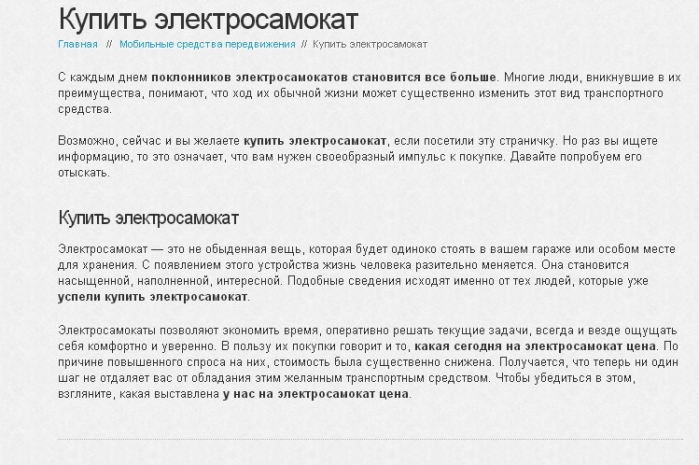 Купить электросамокат
Главная // Мобильные средства передвижения // Купить электросамокат
С каждым днем поклонников электросамокатов становится все больше. Многие люди, вникнувшие в их
преимущества, понимают, что ход их обычной жизни может существенно изменить этот вид транспортного
средства.
Возможно, сейчас и вы желаете купить электросамокат, если посетили эту страничку. Но раз вы ищете
информацию, то это означает, что вам нужен своеобразный импульс к покупке. Давайте попробуем его
отыскать.
Купить электросамокат
Электросамокат — это не обыденная вещь, которая будет одиноко стоять в вашем гараже или особом месте
для хранения. С появлением этого устройства жизнь человека разительно меняется. Она становится
насыщенной, наполненной, интересной. Подобные сведения исходят именно от тех людей, которые уже
успели купить электросамокат.
Электросамокаты позволяют экономить время, оперативно решать текущие задачи, всегда и везде ощущать
себя комфортно и уверенно. В пользу их покупки говорит и то, какая сегодня на электросамокат цена. По
причине повышенного спроса на них, стоимость была существенно снижена. Получается, что теперь ни один
шаг не отдаляет вас от обладания этим желанным транспортным средством. Чтобы убедиться в этом,
взгляните, какая выставлена у нас на электросамокат цена.